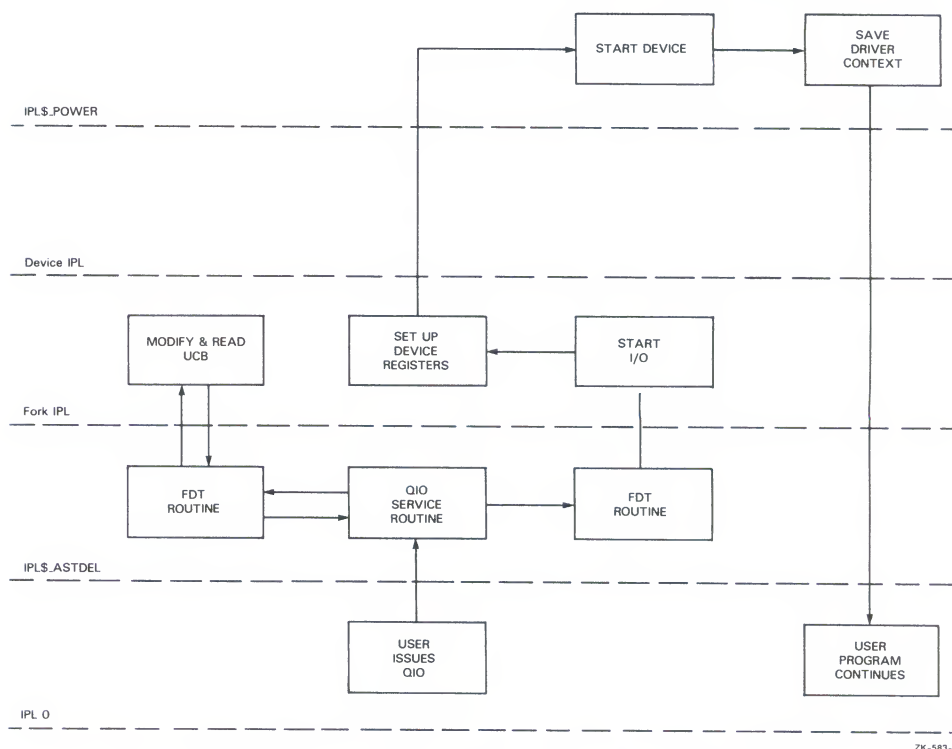 START DEVICE
SAVE
DRIVER
CONTEXT
IPL$_POWER
Device IPL
MODIFY & READ
UCB
SET UP
DEVICE
REGISTERS
START
I/O
Fork IPL
FDT
ROUTINE
QIO
SERVICE
ROUTINE
FDT
ROUTINE
IPL$_ASTDEL
USER
ISSUES
QIO
USER
PROGRAM
CONTINUES
IPL 0